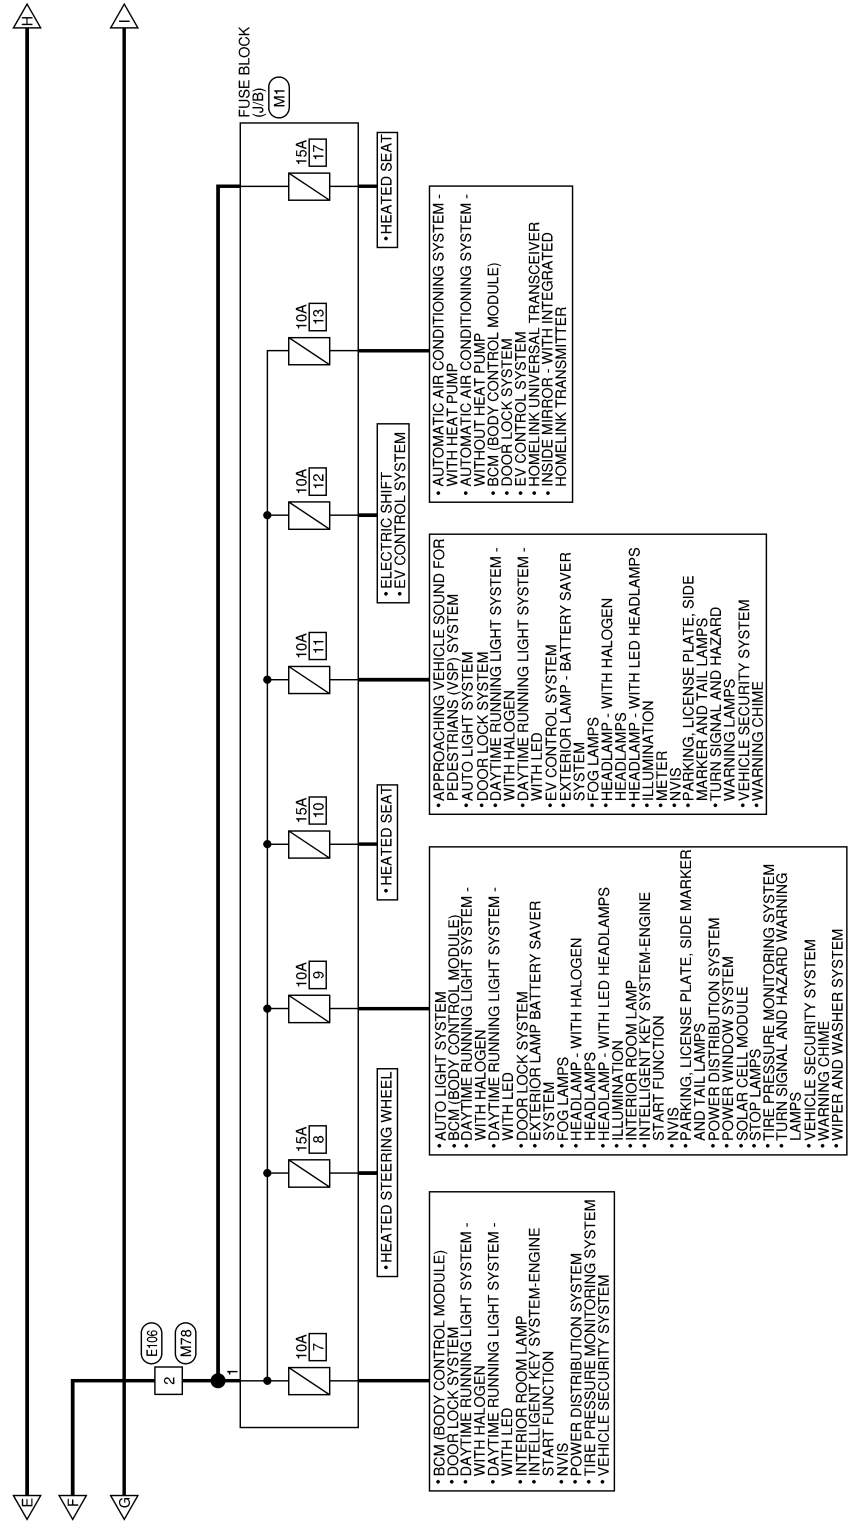 E
H
F
G
I
E106
2
M78
1
FUSE BLOCK
(J/B)
M1
10A
7
15A
8
10A
9
15A
10
10A
11
10A
12
10A
13
15A
17
• BCM (BODY CONTROL MODULE)
• DOOR LOCK SYSTEM
• DAYTIME RUNNING LIGHT SYSTEM -
WITH HALOGEN
• DAYTIME RUNNING LIGHT SYSTEM -
WITH LED
• INTERIOR ROOM LAMP
• INTELLIGENT KEY SYSTEM-ENGINE
START FUNCTION
• NVIS
• POWER DISTRIBUTION SYSTEM
• TIRE PRESSURE MONITORING SYSTEM
• VEHICLE SECURITY SYSTEM
• HEATED STEERING WHEEL
• AUTO LIGHT SYSTEM
• BCM (BODY CONTROL MODULE)
• DAYTIME RUNNING LIGHT SYSTEM -
WITH HALOGEN
• DAYTIME RUNNING LIGHT SYSTEM -
WITH LED
• DOOR LOCK SYSTEM
• EXTERIOR LAMP BATTERY SAVER
SYSTEM
• FOG LAMPS
• HEADLAMP - WITH HALOGEN
HEADLAMPS
• HEADLAMP - WITH LED HEADLAMPS
• ILLUMINATION
• INTERIOR ROOM LAMP
• INTELLIGENT KEY SYSTEM-ENGINE
START FUNCTION
• NVIS
• PARKING, LICENSE PLATE, SIDE MARKER
AND TAIL LAMPS
• POWER DISTRIBUTION SYSTEM
• POWER WINDOW SYSTEM
• SOLAR CELL MODULE
• STOP LAMPS
• TIRE PRESSURE MONITORING SYSTEM
• TURN SIGNAL AND HAZARD WARNING
LAMPS
• VEHICLE SECURITY SYSTEM
• WARNING CHIME
• WIPER AND WASHER SYSTEM
• HEATED SEAT
• APPROACHING VEHICLE SOUND FOR
PEDESTRIANS (VSP) SYSTEM
• AUTO LIGHT SYSTEM
• DOOR LOCK SYSTEM
• DAYTIME RUNNING LIGHT SYSTEM -
WITH HALOGEN
• DAYTIME RUNNING LIGHT SYSTEM -
WITH LED
• EV CONTROL SYSTEM
• EXTERIOR LAMP - BATTERY SAVER
SYSTEM
• FOG LAMPS
• HEADLAMP - WITH HALOGEN
HEADLAMPS
• HEADLAMP - WITH LED HEADLAMPS
• ILLUMINATION
• METER
• NVIS
• PARKING, LICENSE PLATE, SIDE
MARKER AND TAIL LAMPS
• TURN SIGNAL AND HAZARD
WARNING LAMPS
• VEHICLE SECURITY SYSTEM
• WARNING CHIME
• ELECTRIC SHIFT
• EV CONTROL SYSTEM
• AUTOMATIC AIR CONDITIONING SYSTEM -
WITH HEAT PUMP
• AUTOMATIC AIR CONDITIONING SYSTEM -
WITHOUT HEAT PUMP
• BCM (BODY CONTROL MODULE)
• DOOR LOCK SYSTEM
• EV CONTROL SYSTEM
• HOMELINK UNIVERSAL TRANSCEIVER
• INSIDE MIRROR - WITH INTEGRATED
HOMELINK TRANSMITTER
• HEATED SEAT